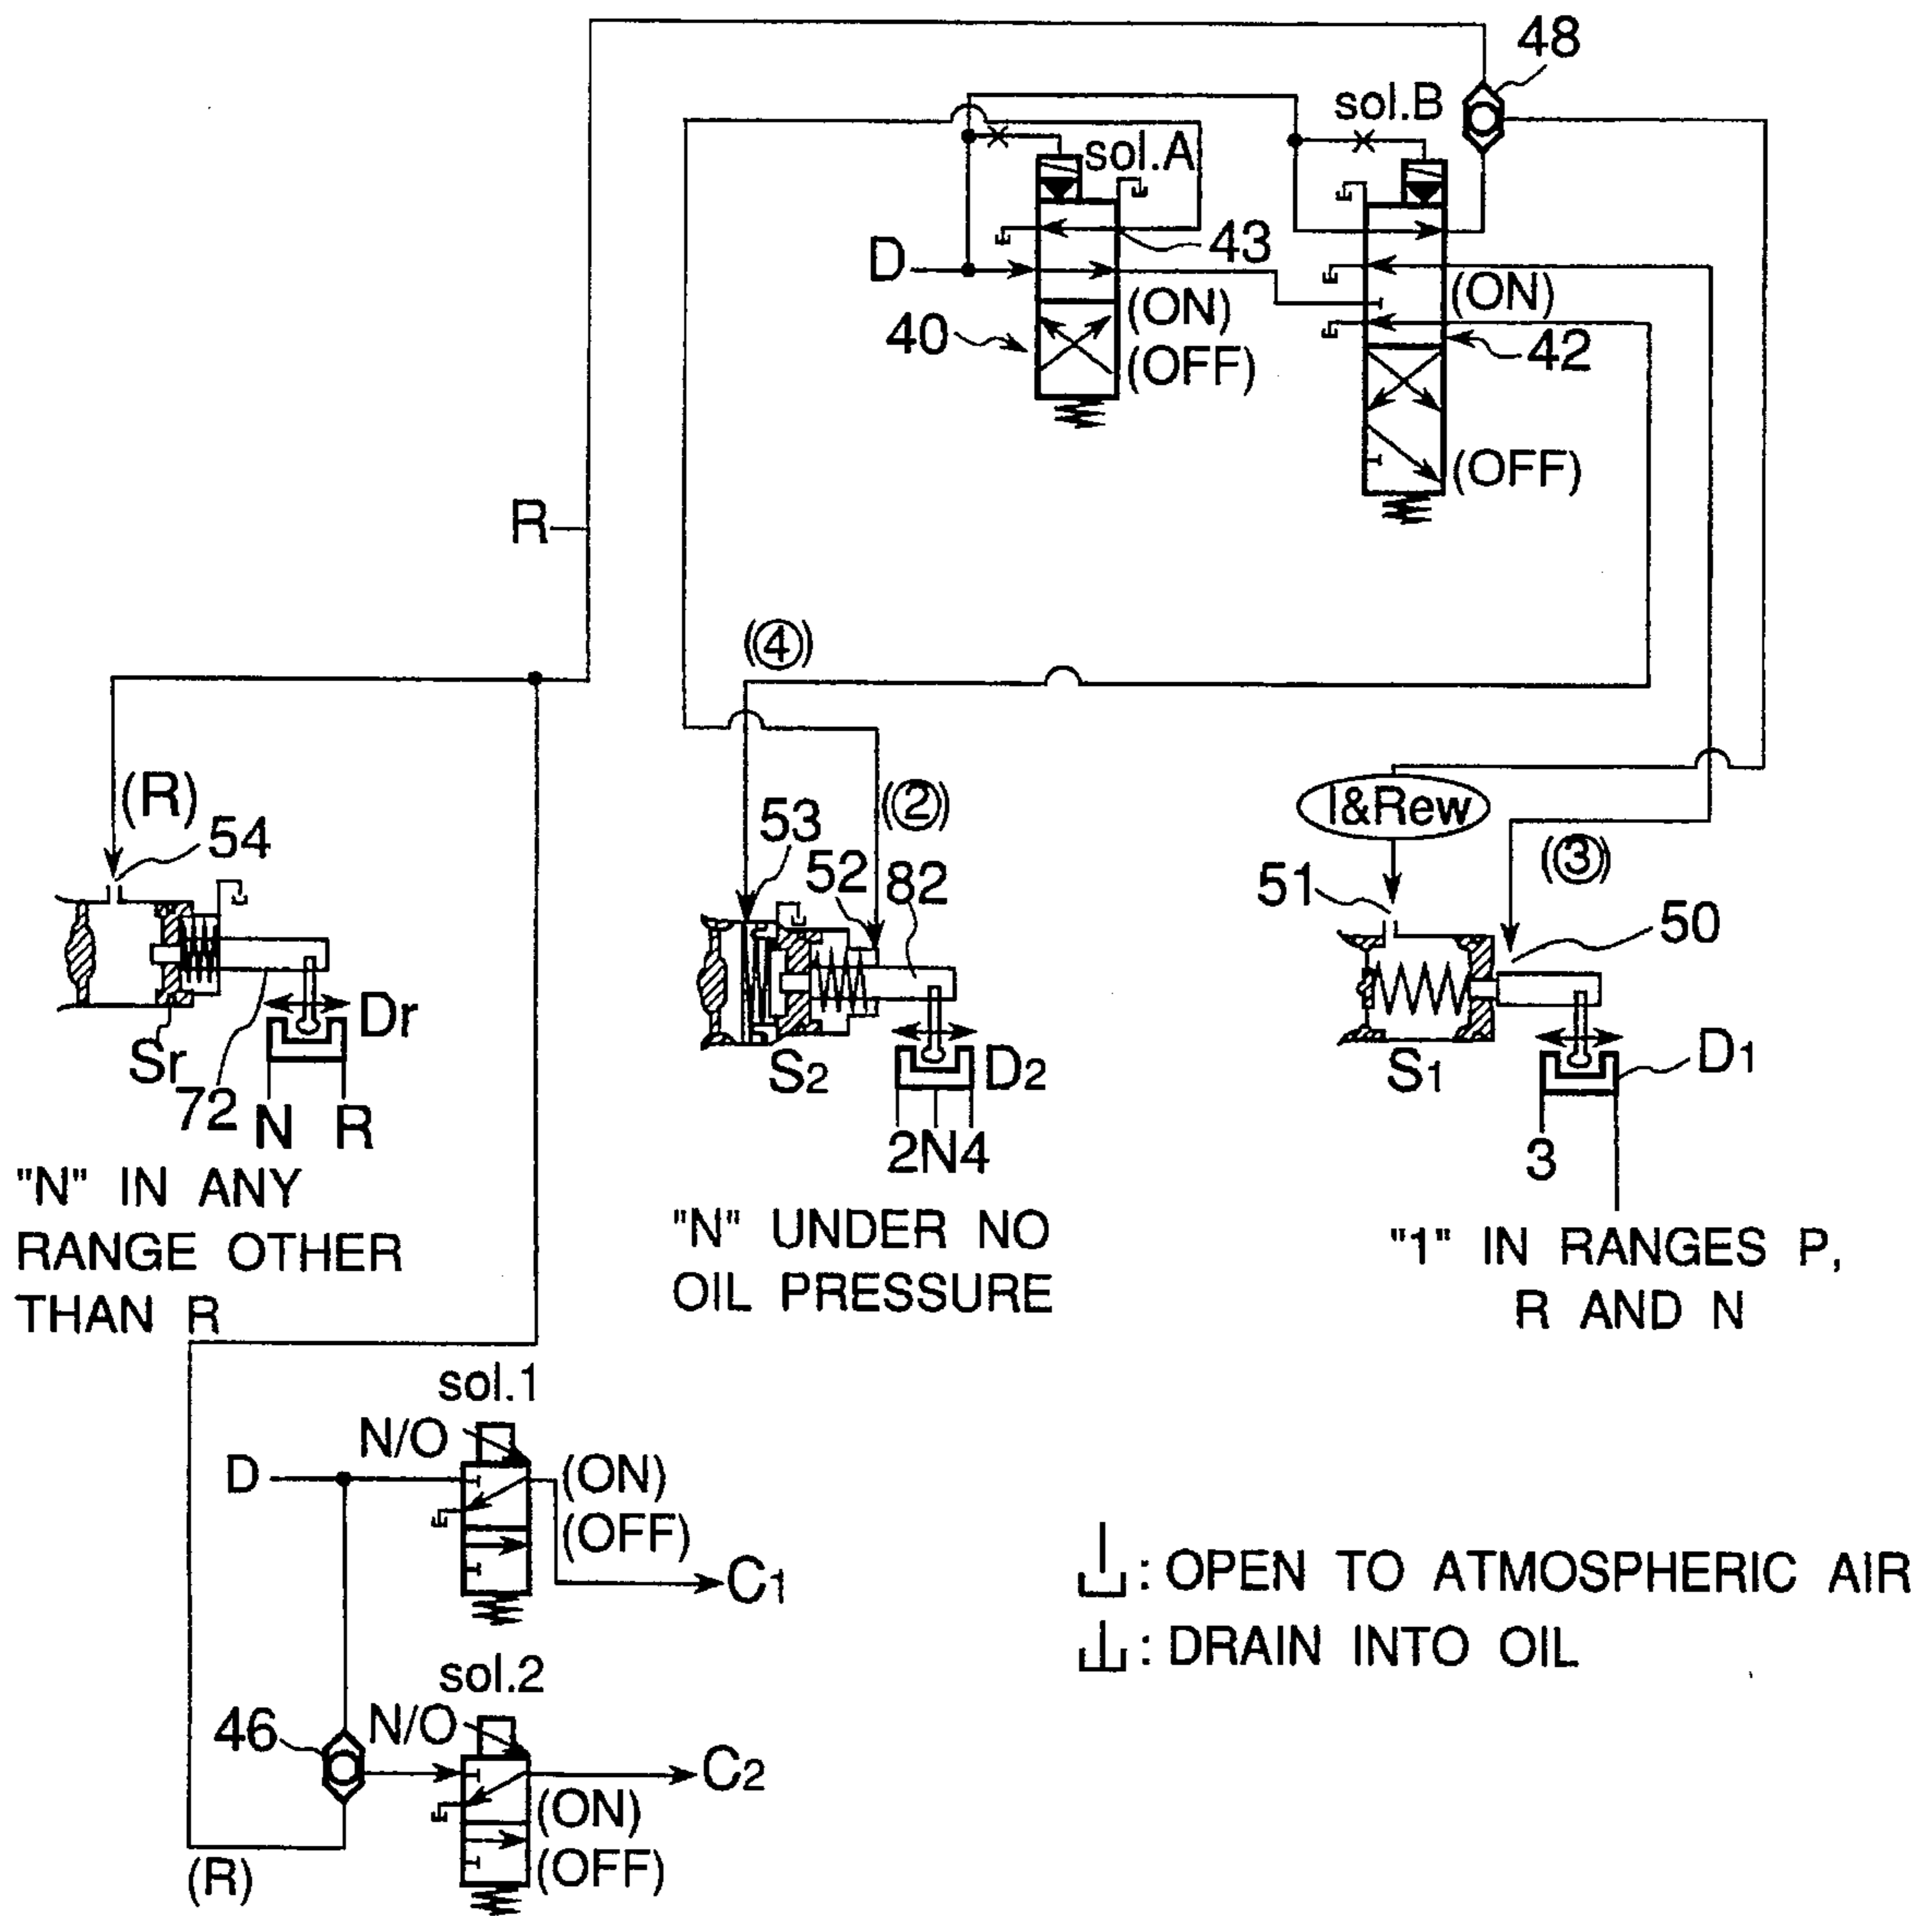 48
sol.B
sol.A
D
43
(ON)
(ON)
40
(OFF)
42
(OFF)
R
(④)
(R)
54
53
(②)
52
82
I&Rew
(③)
51
50
Dr
Sr
72
N R
S2
D2
2N4
S1
D1
3
"N" IN ANY
RANGE OTHER
THAN R
"N" UNDER NO
OIL PRESSURE
"1" IN RANGES P,
R AND N
sol.1
N/O
D
(ON)
(OFF)
C1
: OPEN TO ATMOSPHERIC AIR
: DRAIN INTO OIL
sol.2
46
N/O
C2
(ON)
(OFF)
(R)